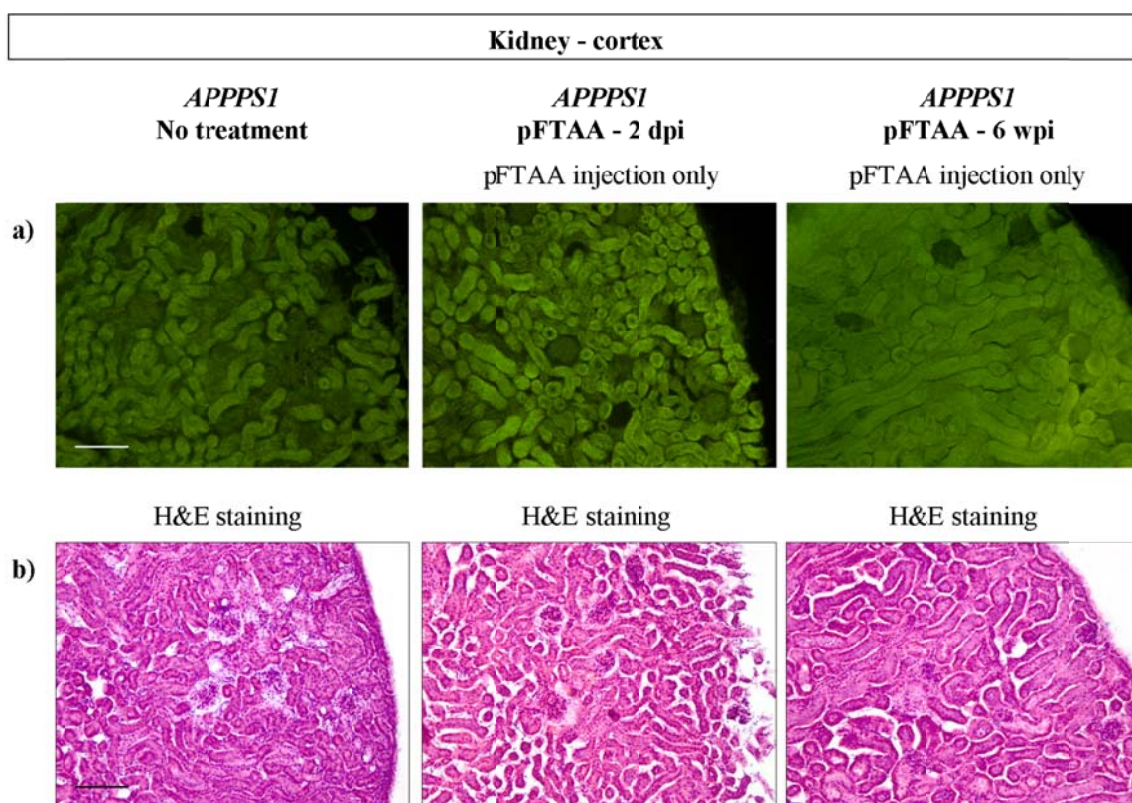 Kidney - cortex
APPPS1
No treatment
APPPS1
pFTAA - 2 dpi
pFTAA injection only
APPPS1
pFTAA - 6 wpi
pFTAA injection only
a)
H&E staining
H&E staining
H&E staining
b)